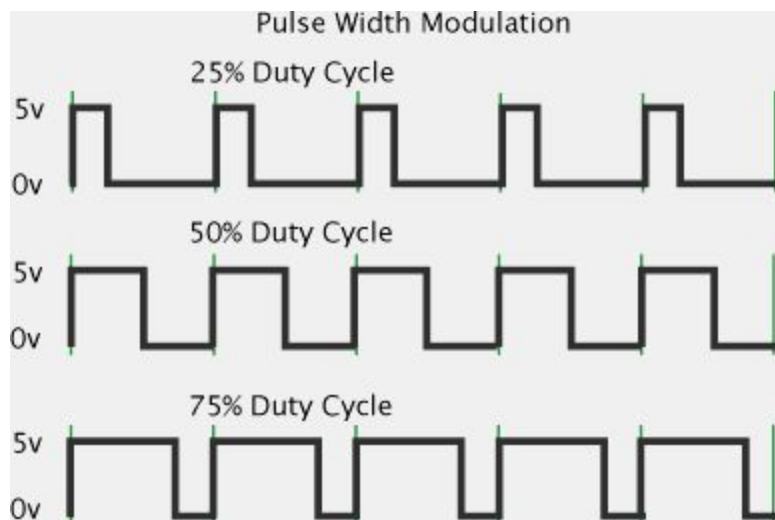 Pulse Width Modulation
25% Duty Cycle
5v
0v
50% Duty Cycle
5v
0v
75% Duty Cycle
5v
0v